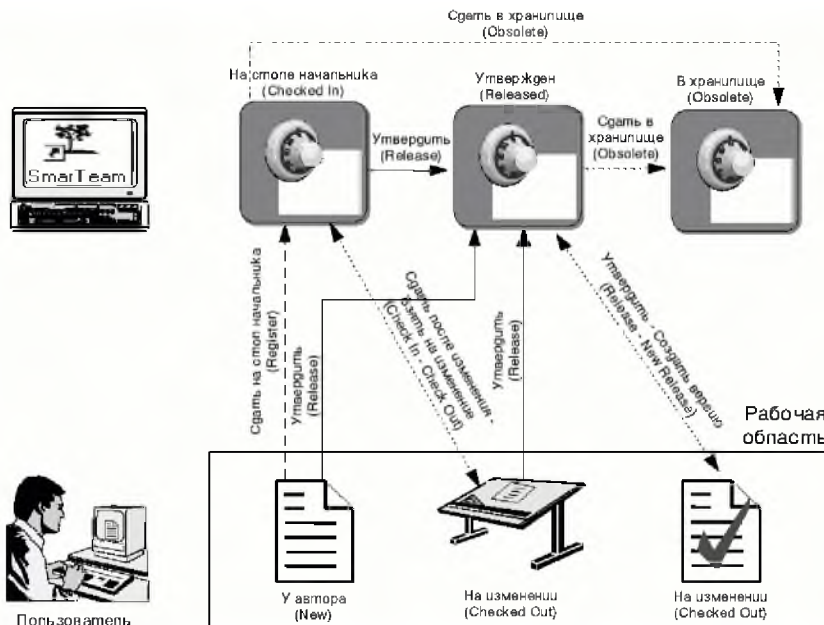 Сдать в хранилище
(Obsolete)
На столе начальника
(Checked In)
Утвержден
(Released)
В хранилище
(Obsolete)
Утвердить
(Release)
Сдать в
хранилище
(Obsolete)
SmarTeam
Сдать на стол начальника
(Register)
Утвердить
(Release)
Сдать после изменения -
Взять на изменение
(Check In - Check Out)
Утвердить
(Release)
Утвердить - Создать версию
(Release - New Release)
Рабочая
область
У автора
(New)
На изменении
(Checked Out)
На изменении
(Checked Out)
Пользователь